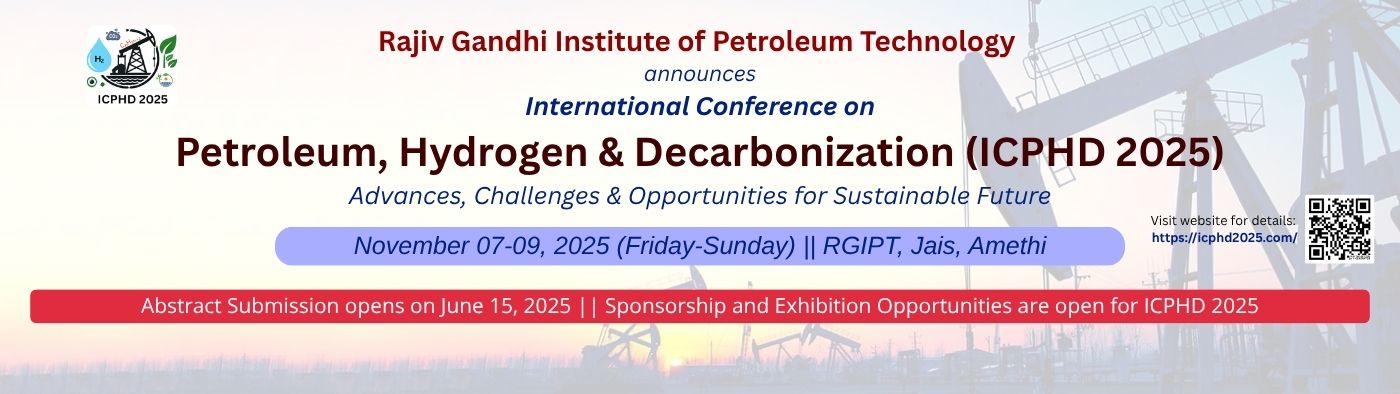 Rajiv Gandhi Institute of Petroleum Technology
announces
International Conference on
Petroleum, Hydrogen & Decarbonization (ICPHD 2025)
Advances, Challenges & Opportunities for Sustainable Future
November 07-09, 2025 (Friday-Sunday) || RGIPT, Jais, Amethi
Abstract Submission opens on June 15, 2025 || Sponsorship and Exhibition Opportunities are open for ICPHD 2025
Visit website for details:
https://icphd2025.com/
CO₂
H₂
ICPHD 2025